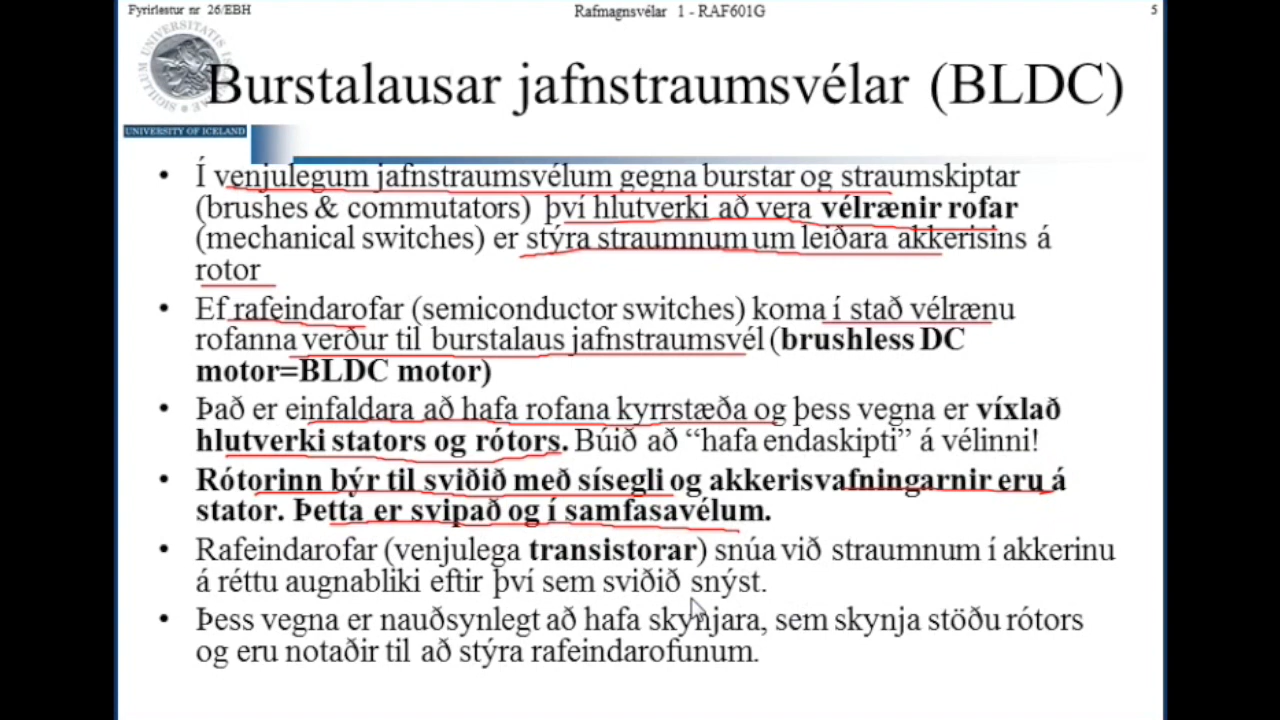 Fyrirlestur nr 26/EBH
Rafmagnsvélar 1 - RAF601G
5
Burstalausar jafnstraumsvélar (BLDC)
UNIVERSITY OF ICELAND
• Í venjulegum jafnstraumsvélum gegna burstar og straumskiptar
(brushes & commutators) því hlutverki að vera vélrænir rofar
(mechanical switches) er stýra straumnum um leiðara akkerisins á
rotor
• Ef rafeindarofar (semiconductor switches) koma í stað vélrænu
rofanna verður til burstalaus jafnstraumsvél (brushless DC
motor=BLDC motor)
• Það er einfaldara að hafa rofana kyrrstæða og þess vegna er víxlað
hlutverki stators og rótors. Búið að “hafa endaskipti” á vélinni!
• Rótorinn býr til sviðið með sísegli og akkerisvafningarnir eru á
stator. Þetta er svipað og í samfasavélum.
• Rafeindarofar (venjulega transistorar) snúa við straumnum í akkerinu
á réttu augnabliki eftir því sem sviðið snýst.
• Þess vegna er nauðsynlegt að hafa skynjara, sem skynja stöðu rótors
og eru notaðir til að stýra rafeindarofunum.